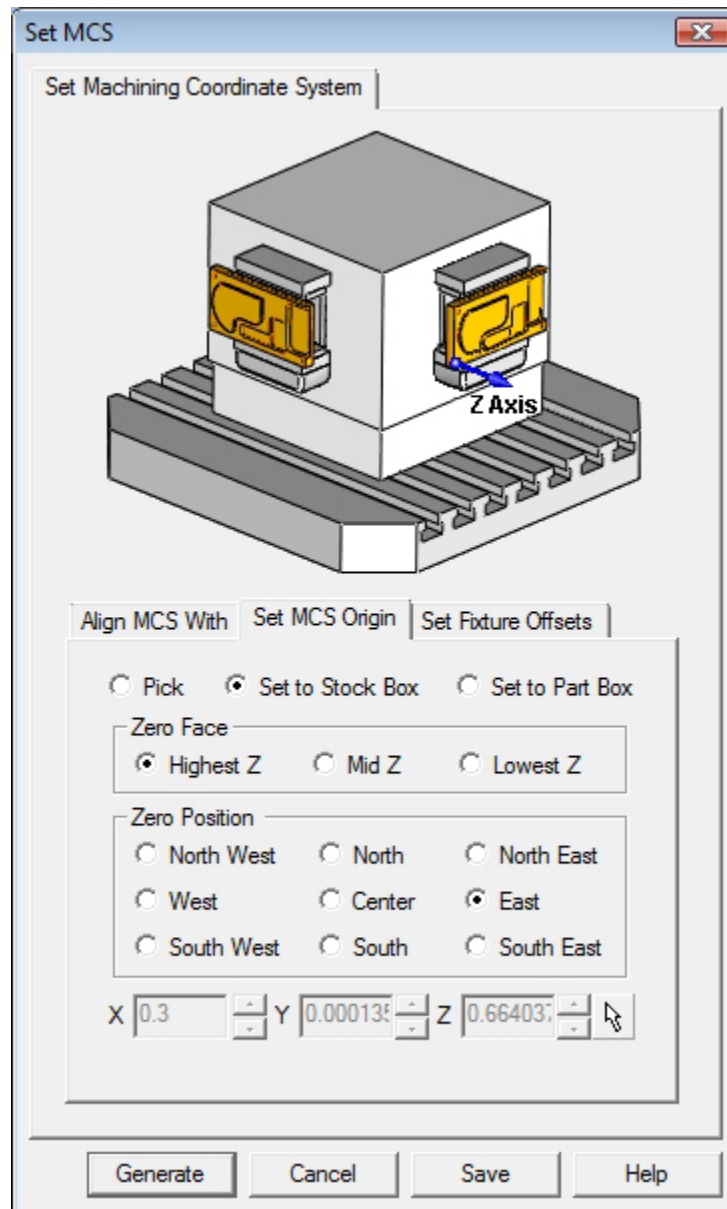 Set MCS
Set Machining Coordinate System
Z Axis
Align MCS With Set MCS Origin Set Fixture Offsets
Pick Set to Stock Box Set to Part Box
Zero Face
Highest Z Mid Z Lowest Z
Zero Position
North West North North East
West Center East
South West South South East
X 0.3 Y 0.000135 Z 0.664037
Generate Cancel Save Help